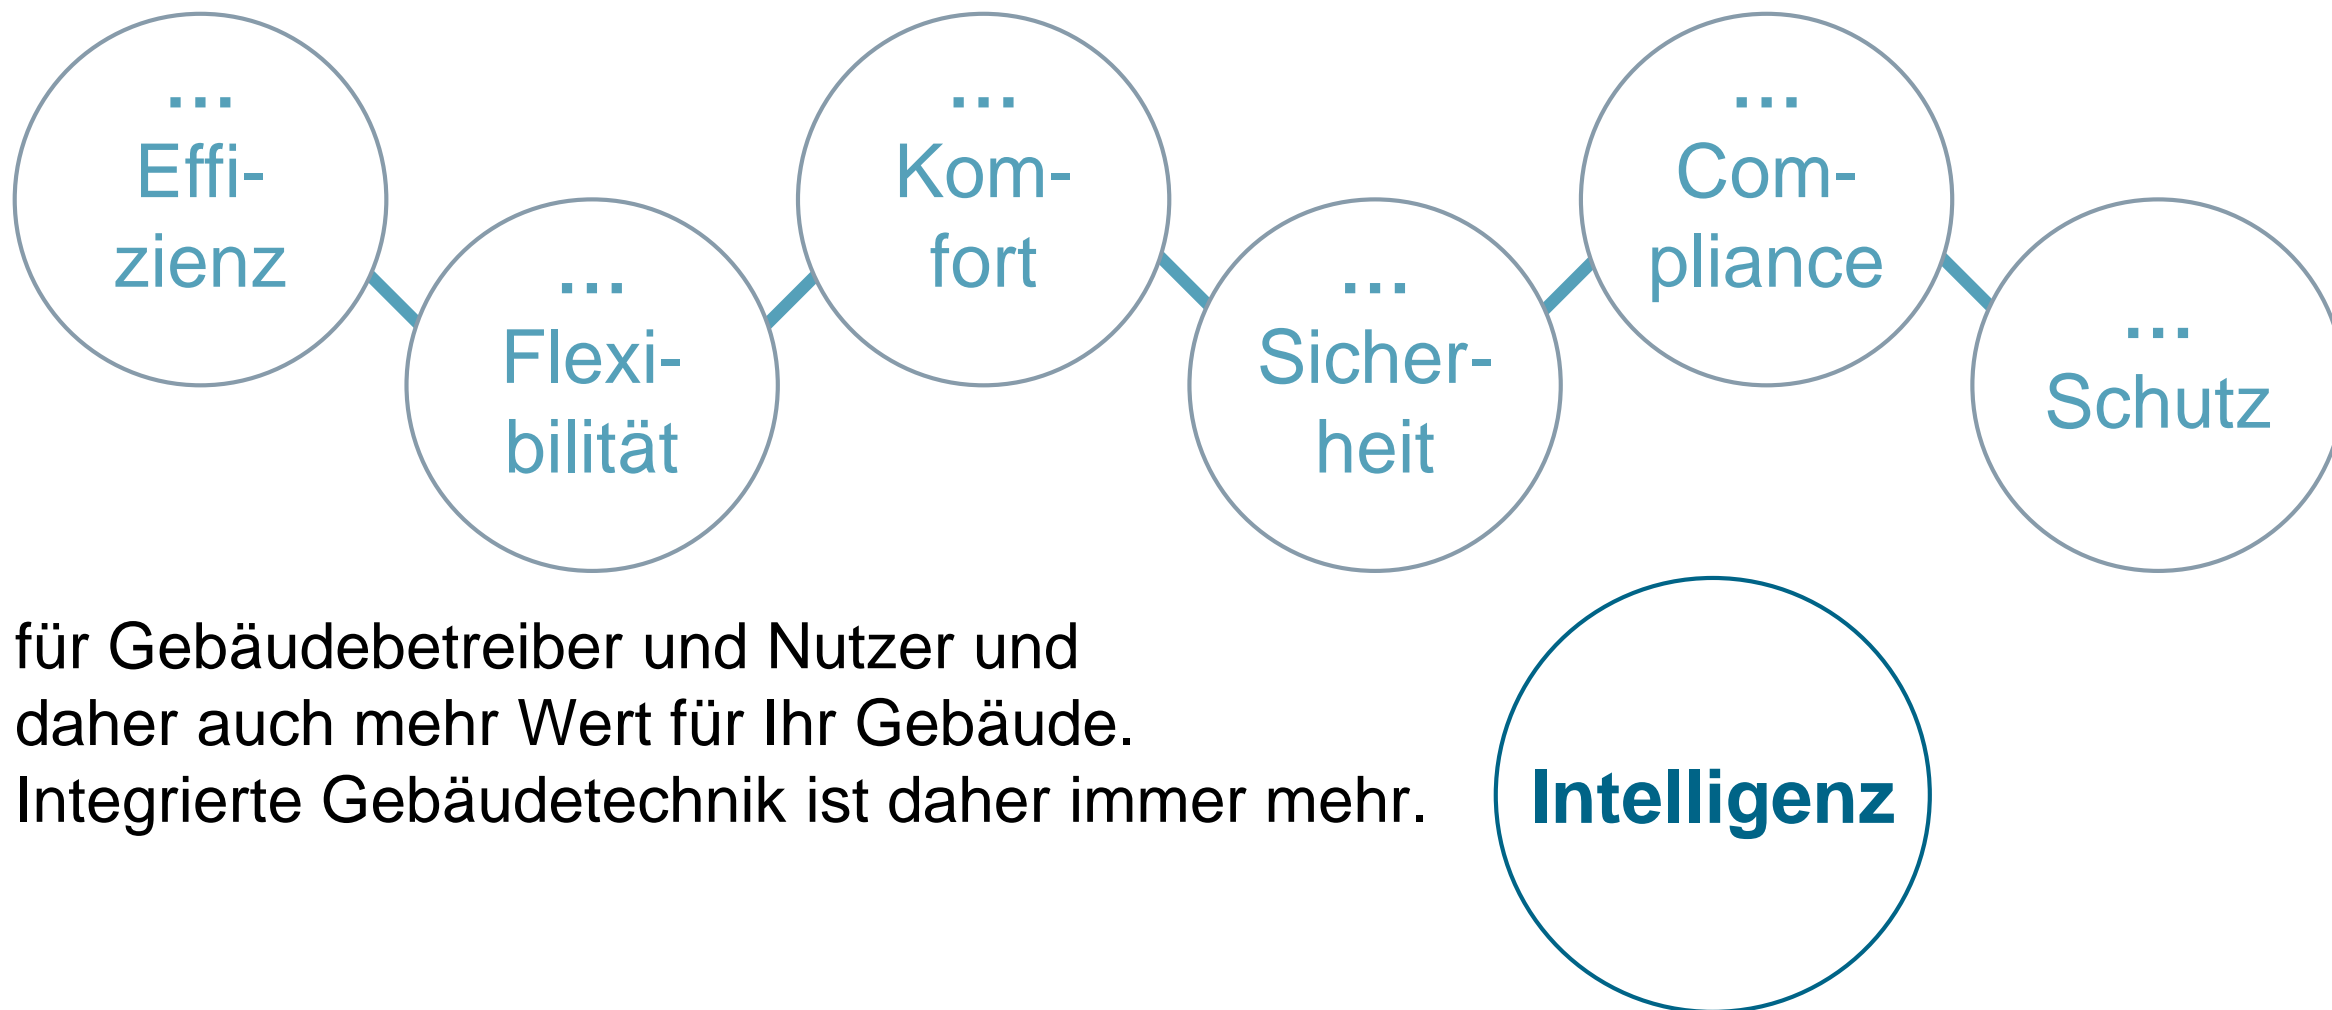 ...
Effi-
zienz
...
Flexi-
bilität
...
Kom-
fort
...
Sicher-
heit
...
Com-
pliance
...
Schutz
für Gebäudebetreiber und Nutzer und
daher auch mehr Wert für Ihr Gebäude.
Integrierte Gebäudetechnik ist daher immer mehr.
Intelligenz